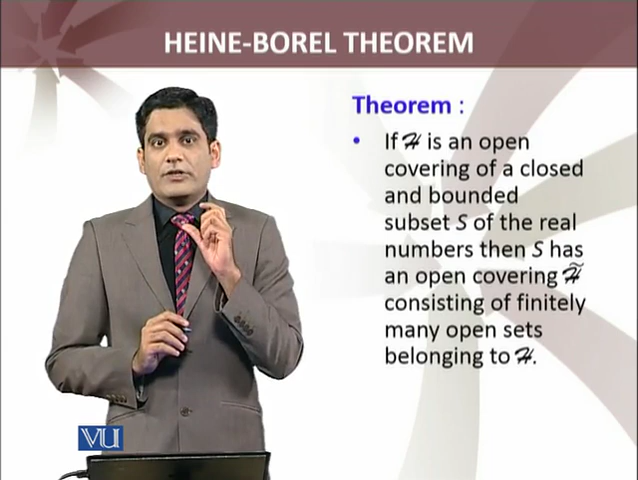 HEINE-BOREL THEOREM
Theorem :
• If ℋ is an open
covering of a closed
and bounded
subset S of the real
numbers then S has
an open covering ℋ̃
consisting of finitely
many open sets
belonging to ℋ.
VU